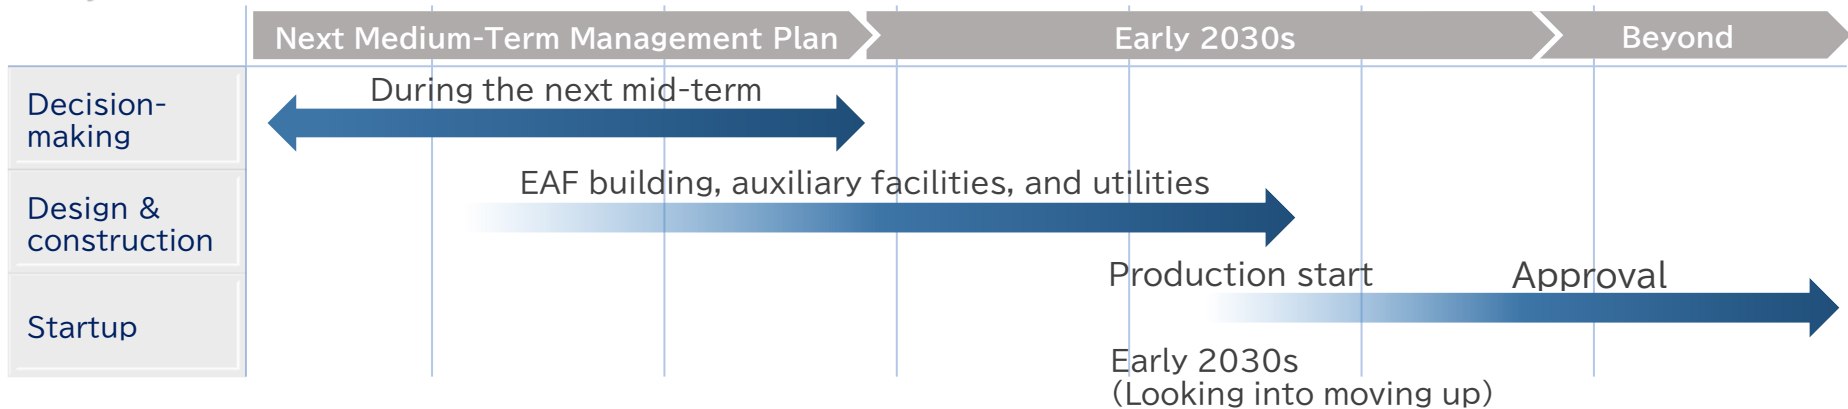 Next Medium-Term Management Plan
Early 2030s
Beyond
Decision-
making
During the next mid-term
Design &
construction
EAF building, auxiliary facilities, and utilities
Startup
Production start
Approval
Early 2030s
(Looking into moving up)